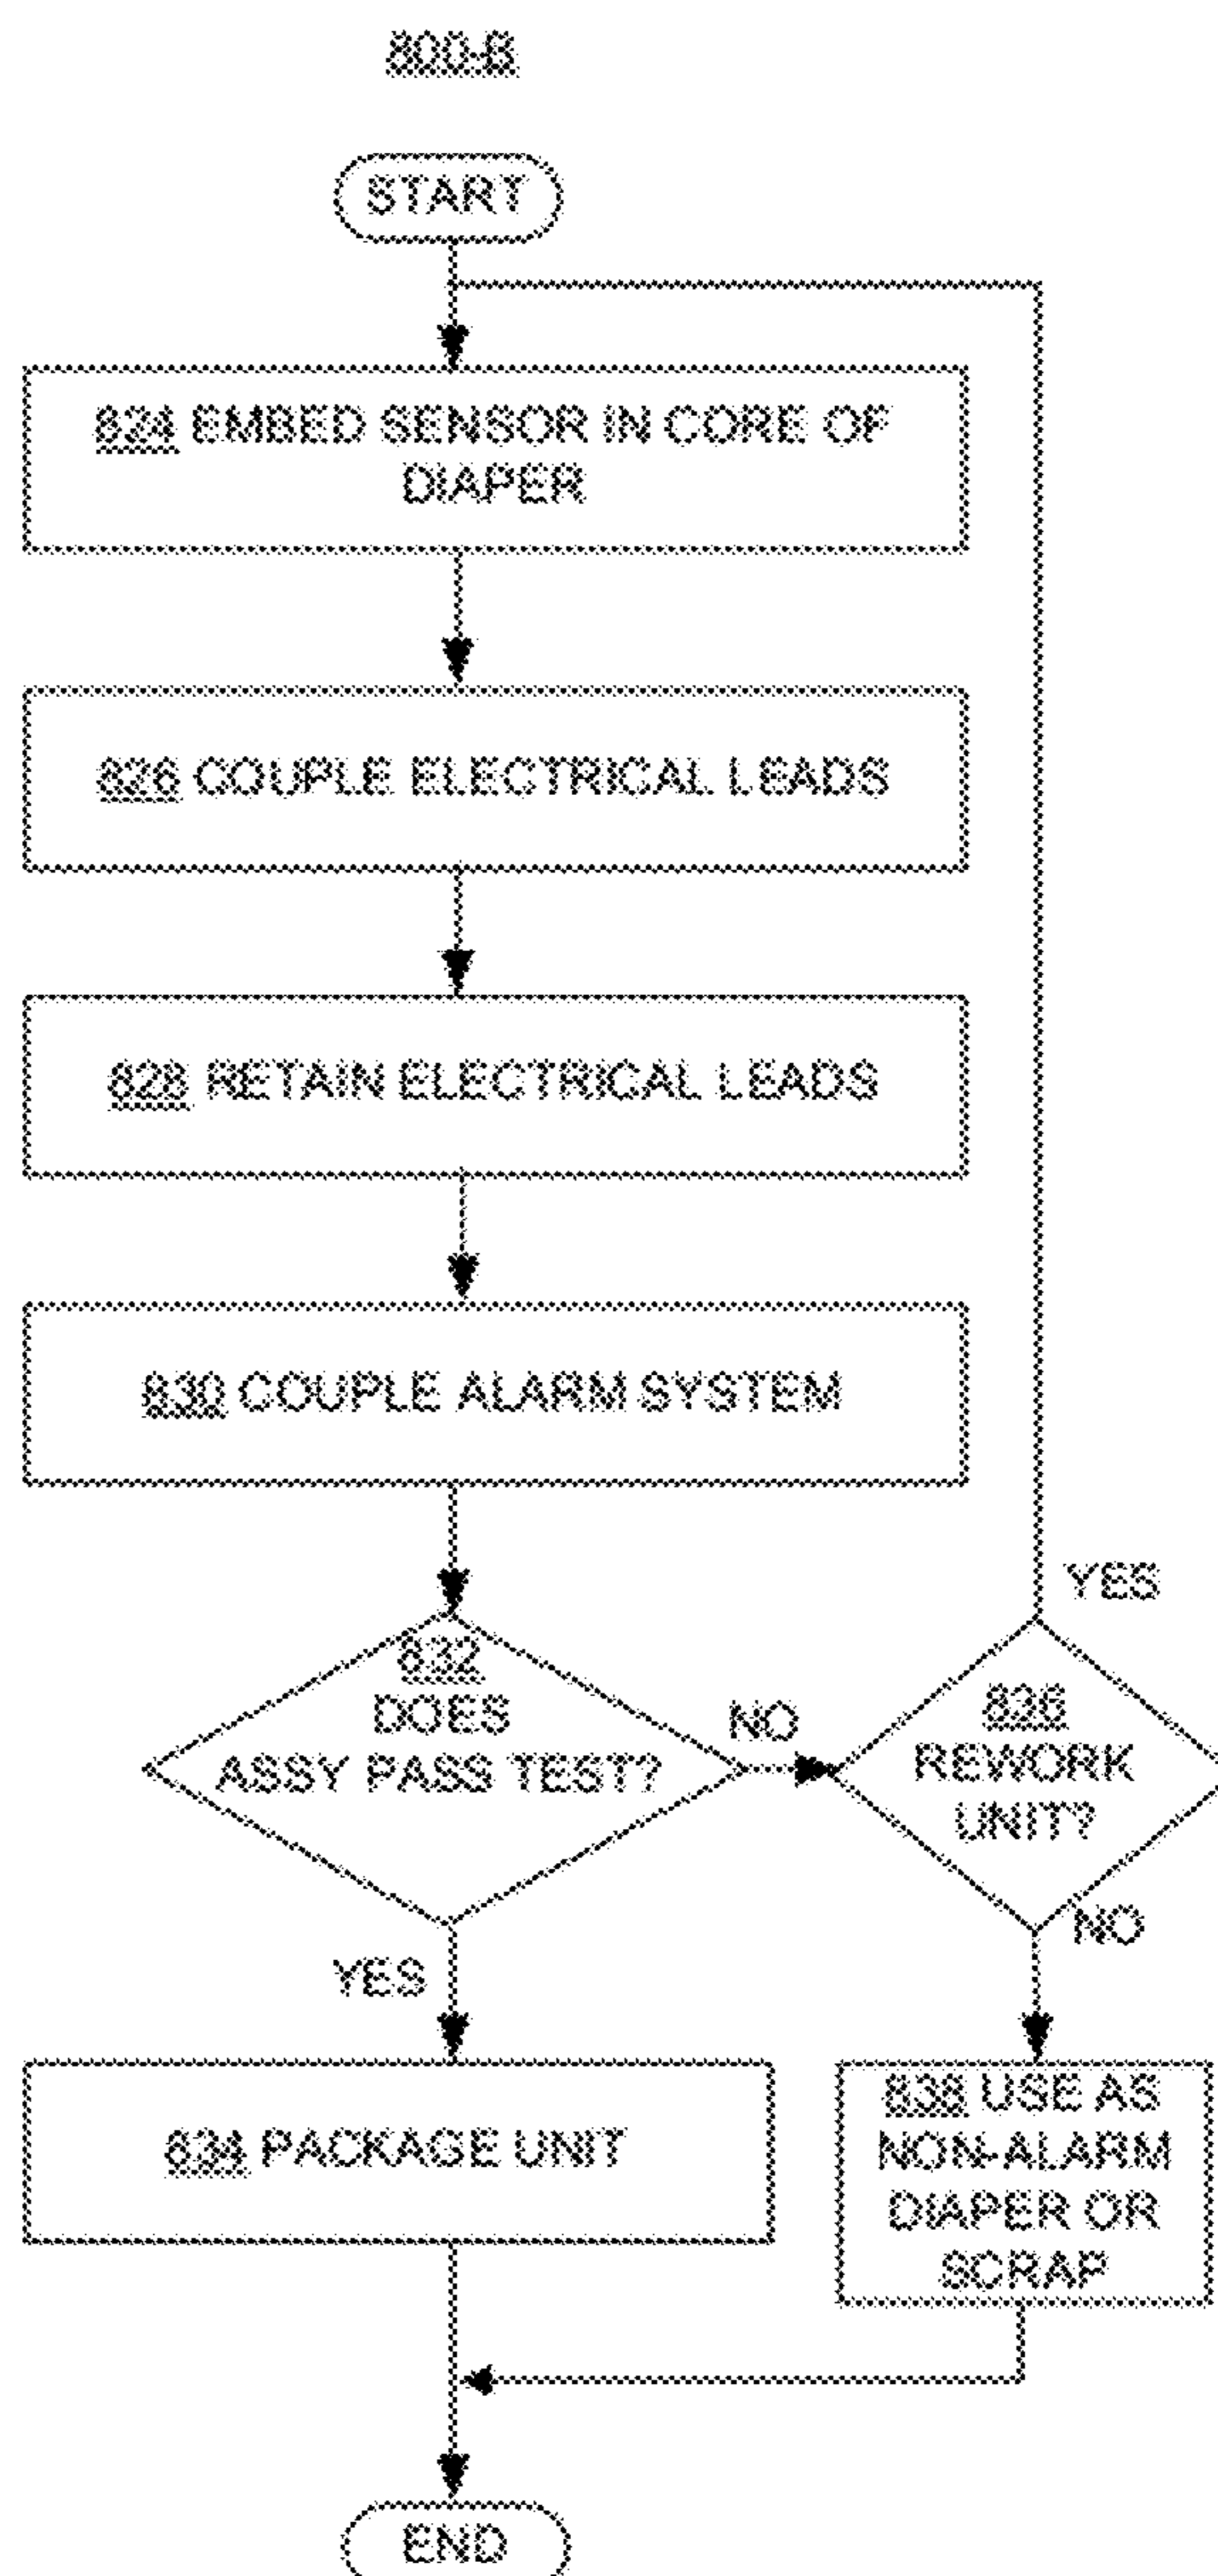 800-B
START
824 EMBED SENSOR IN CORE OF
DIAPER
826 COUPLE ELECTRICAL LEADS
828 RETAIN ELECTRICAL LEADS
830 COUPLE ALARM SYSTEM
YES
832
DOES
ASSY PASS TEST?
NO
836
REWORK
UNIT?
NO
YES
834 PACKAGE UNIT
838 USE AS
NON-ALARM
DIAPER OR
SCRAP
END